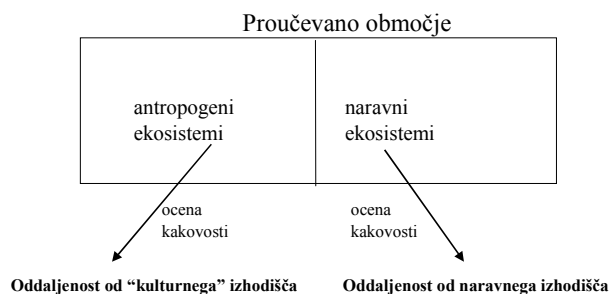 Proučevano območje
antropogeni
ekosistemi
naravni
ekosistemi
ocena
kakovosti
ocena
kakovosti
Oddaljenost od “kulturnega” izhodišča
Oddaljenost od naravnega izhodišča